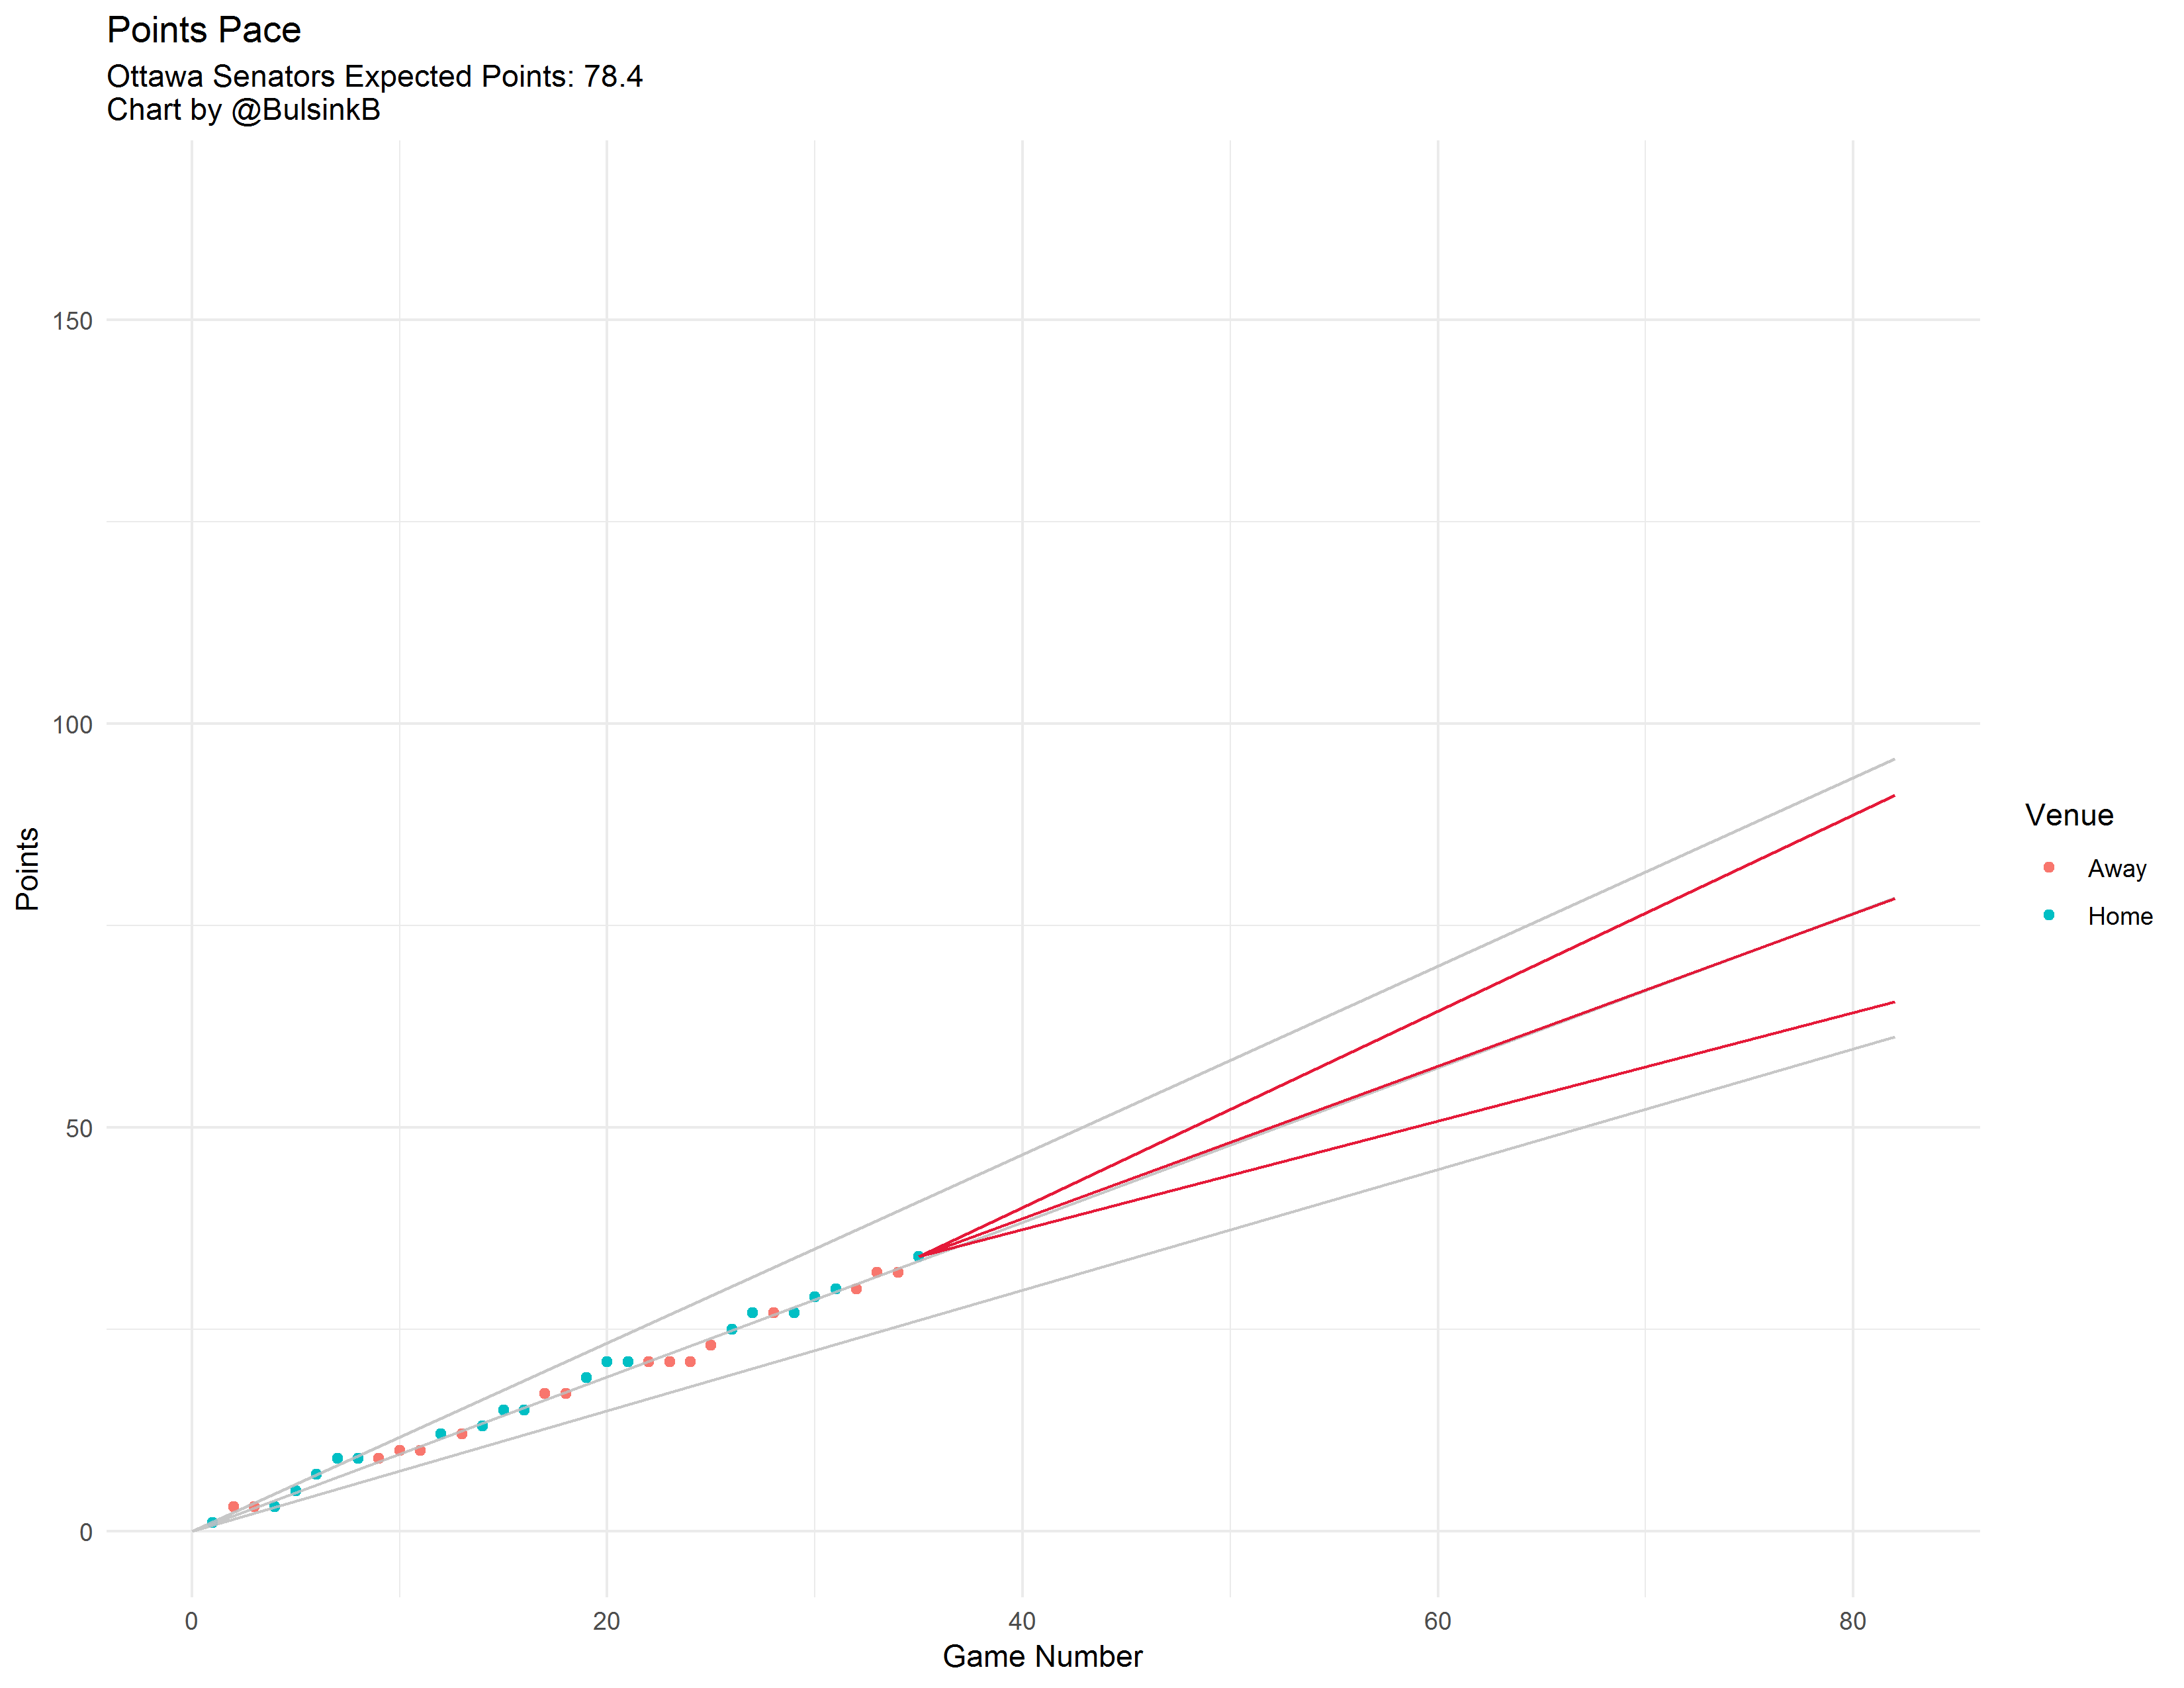 Points Pace
Ottawa Senators Expected Points: 78.4
Chart by @BulsinkB
150
100
50
0
Points
0 20 40 60 80
Game Number
Venue
Away
Home